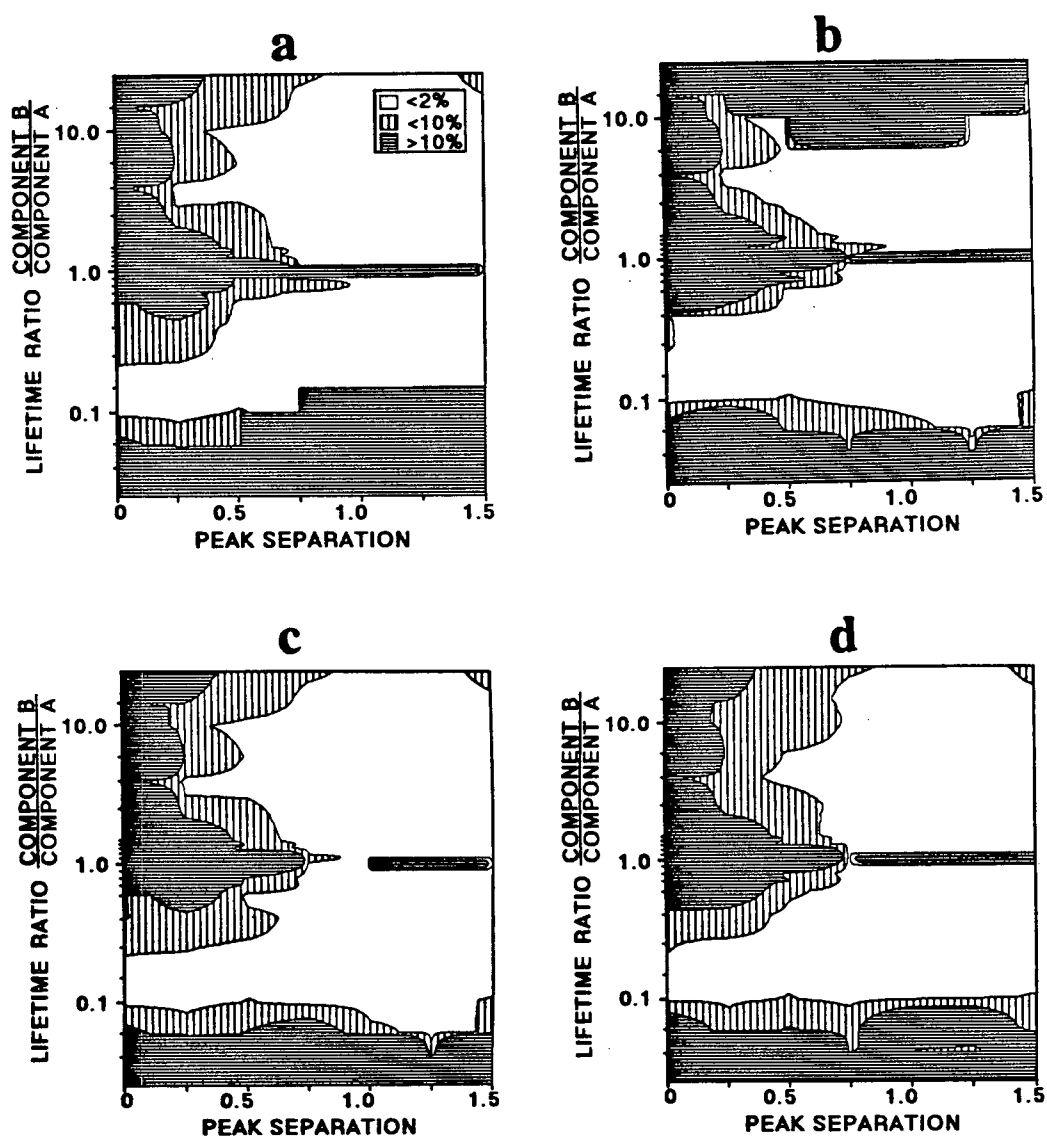 a
LIFETIME RATIO COMPONENT B
COMPONENT A
10.0
1.0
0.1
<2%
<10%
>10%
0
0.5
1.0
1.5
PEAK SEPARATION
b
LIFETIME RATIO COMPONENT B
COMPONENT A
10.0
1.0
0.1
0
0.5
1.0
1.5
PEAK SEPARATION
c
LIFETIME RATIO COMPONENT B
COMPONENT A
10.0
1.0
0.1
0
0.5
1.0
1.5
PEAK SEPARATION
d
LIFETIME RATIO COMPONENT B
COMPONENT A
10.0
1.0
0.1
0
0.5
1.0
1.5
PEAK SEPARATION